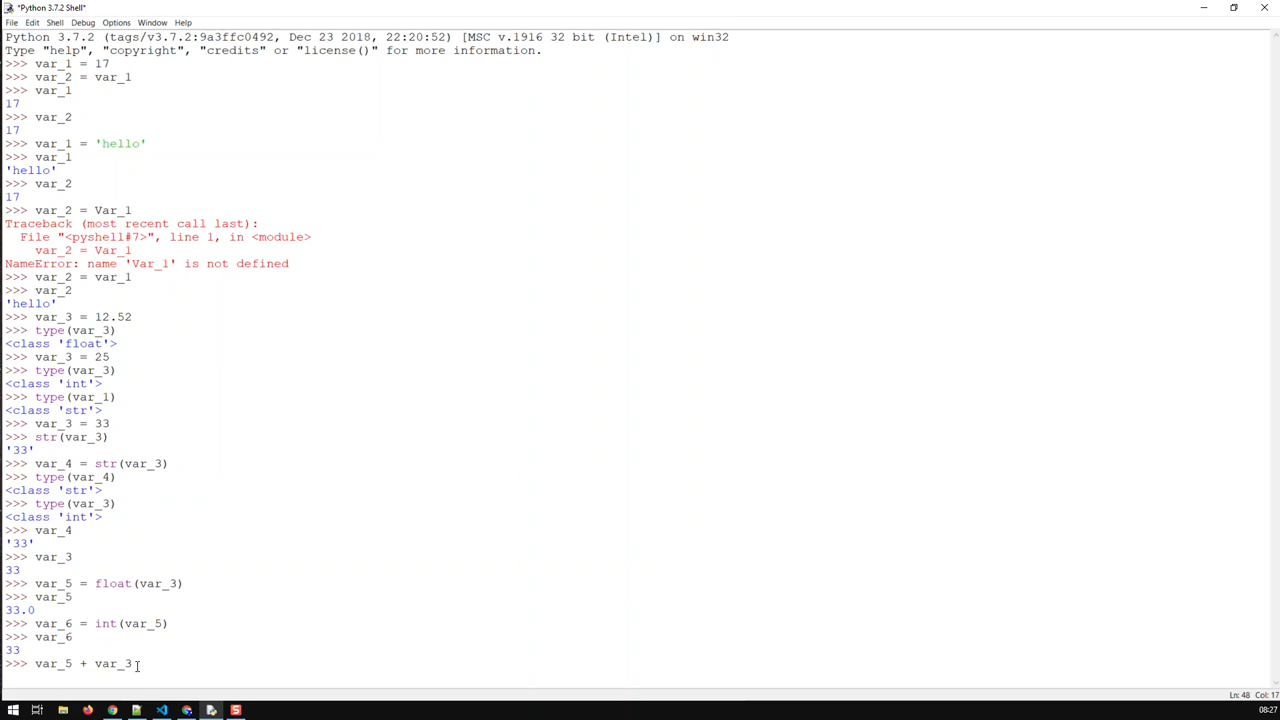 *Python 3.7.2 Shell*
File Edit Shell Debug Options Window Help
Python 3.7.2 (tags/v3.7.2:9a3ffc0492, Dec 23 2018, 22:20:52) [MSC v.1916 32 bit (Intel)] on win32
Type "help", "copyright", "credits" or "license()" for more information.
>>> var_1 = 17
>>> var_2 = var_1
>>> var_1
17
>>> var_2
17
>>> var_1 = 'hello'
>>> var_1
'hello'
>>> var_2
17
>>> var_2 = Var_1
Traceback (most recent call last):
  File "<pyshell#7>", line 1, in <module>
    var_2 = Var_1
NameError: name 'Var_1' is not defined
>>> var_2 = var_1
>>> var_2
'hello'
>>> var_3 = 12.52
>>> type(var_3)
<class 'float'>
>>> var_3 = 25
>>> type(var_3)
<class 'int'>
>>> type(var_1)
<class 'str'>
>>> var_3 = 33
>>> str(var_3)
'33'
>>> var_4 = str(var_3)
>>> type(var_4)
<class 'str'>
>>> type(var_3)
<class 'int'>
>>> var_4
'33'
>>> var_3
33
>>> var_5 = float(var_3)
>>> var_5
33.0
>>> var_6 = int(var_5)
>>> var_6
33
>>> var_5 + var_3
Ln: 48 Col: 17
08:27